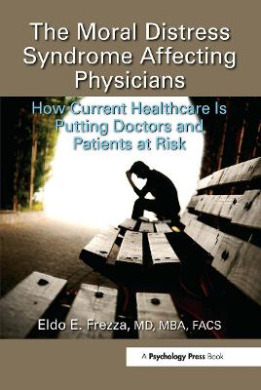 The Moral Distress
Syndrome Affecting
Physicians
How Current Healthcare Is
Putting Doctors and
Patients at Risk
Eldo E. Frezza, MD, MBA, FACS
A Psychology Press Book